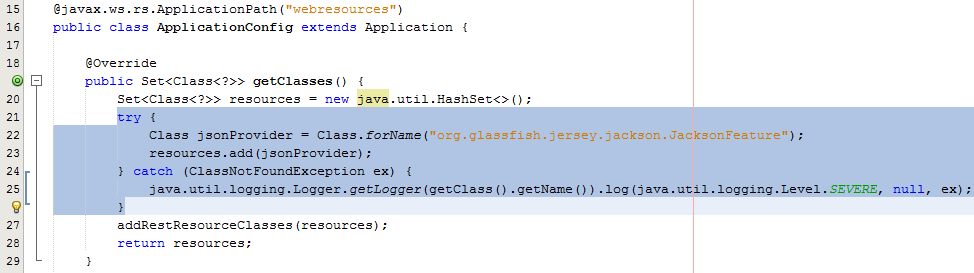 15 @javax.ws.rs.ApplicationPath("webresources")
16 public class ApplicationConfig extends Application {
17
18     @Override
    public Set<Class<?>> getClasses() {
20         Set<Class<?>> resources = new java.util.HashSet<>();
21         try {
22             Class jsonProvider = Class.forName("org.glassfish.jersey.jackson.JacksonFeature");
23             resources.add(jsonProvider);
24         } catch (ClassNotFoundException ex) {
25             java.util.logging.Logger.getLogger(getClass().getName()).log(java.util.logging.Level.SEVERE, null, ex);
        }
27         addRestResourceClasses(resources);
28         return resources;
29     }